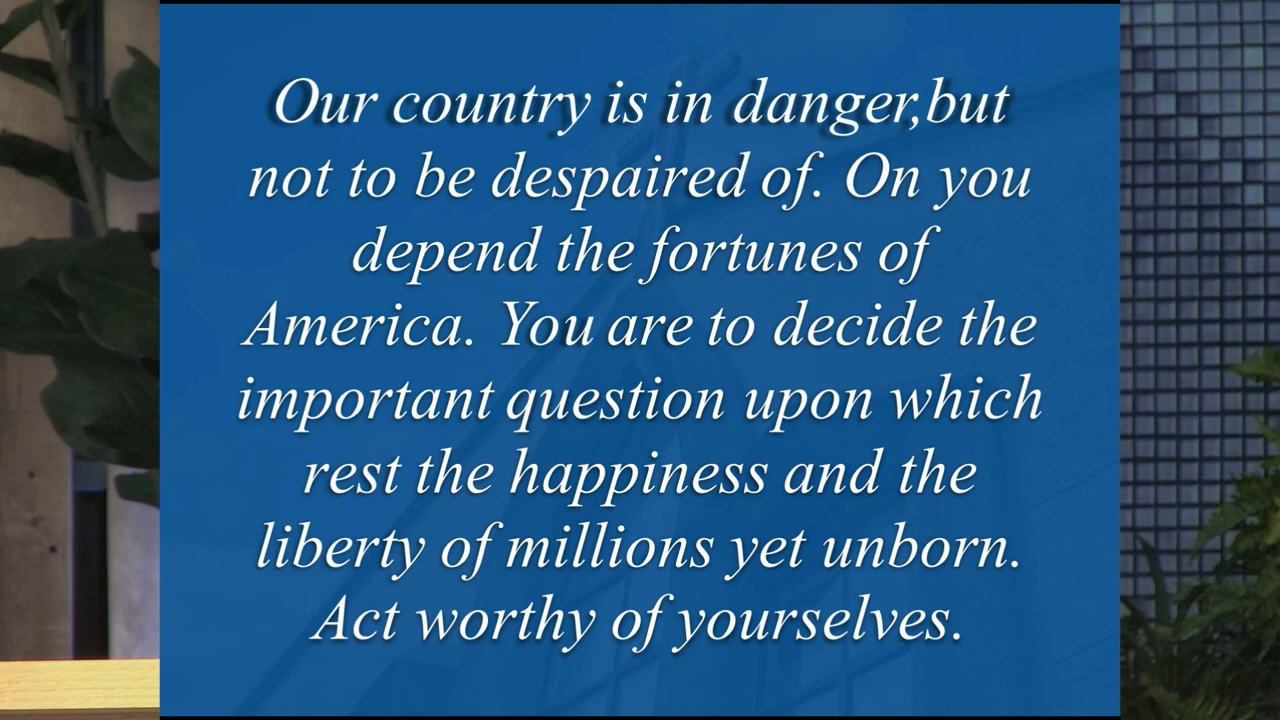 Our country is in danger,but
not to be despaired of. On you
depend the fortunes of
America. You are to decide the
important question upon which
rest the happiness and the
liberty of millions yet unborn.
Act worthy of yourselves.